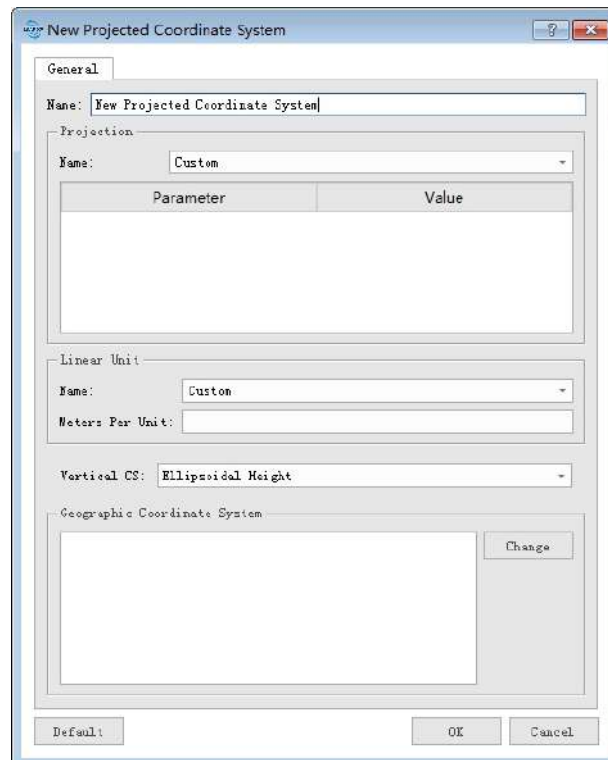 New Projected Coordinate System
General
Name: New Projected Coordinate System
Projection
Name: Custom
Parameter Value
Linear Unit
Name: Custom
Meters Per Unit:
Vertical CS: Ellipsoidal Height
Geographic Coordinate System
Change
Default OK Cancel